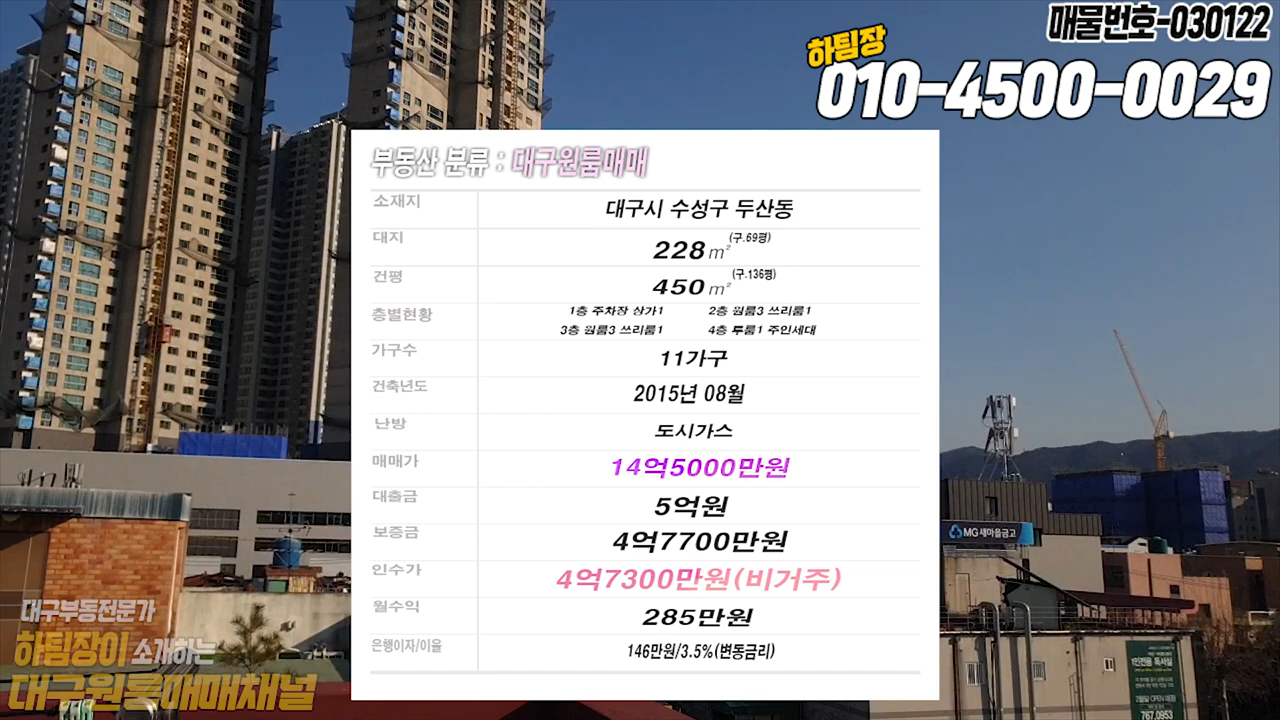 매물번호-030122
하팀장
010-4500-0029
부동산 분류 : 대구원룸매매
소재지 대구시 수성구 두산동
대지 228㎡(구.69평)
건평 450㎡(구.136평)
층별현황 1층 주차장 상가1 2층 원룸3 쓰리룸1
3층 원룸3 쓰리룸1 4층 투룸1 주인세대
가구수 11가구
건축년도 2015년 08월
난방 도시가스
매매가 14억5000만원
대출금 5억원
보증금 4억7700만원
인수가 4억7300만원(비거주)
월수익 285만원
은행이자/이율 146만원/3.5%(변동금리)
MG새마을금고
대구부동전문가
하팀장이 소개하는
대구원룸매매채널
1인전용 독서실
767.0953